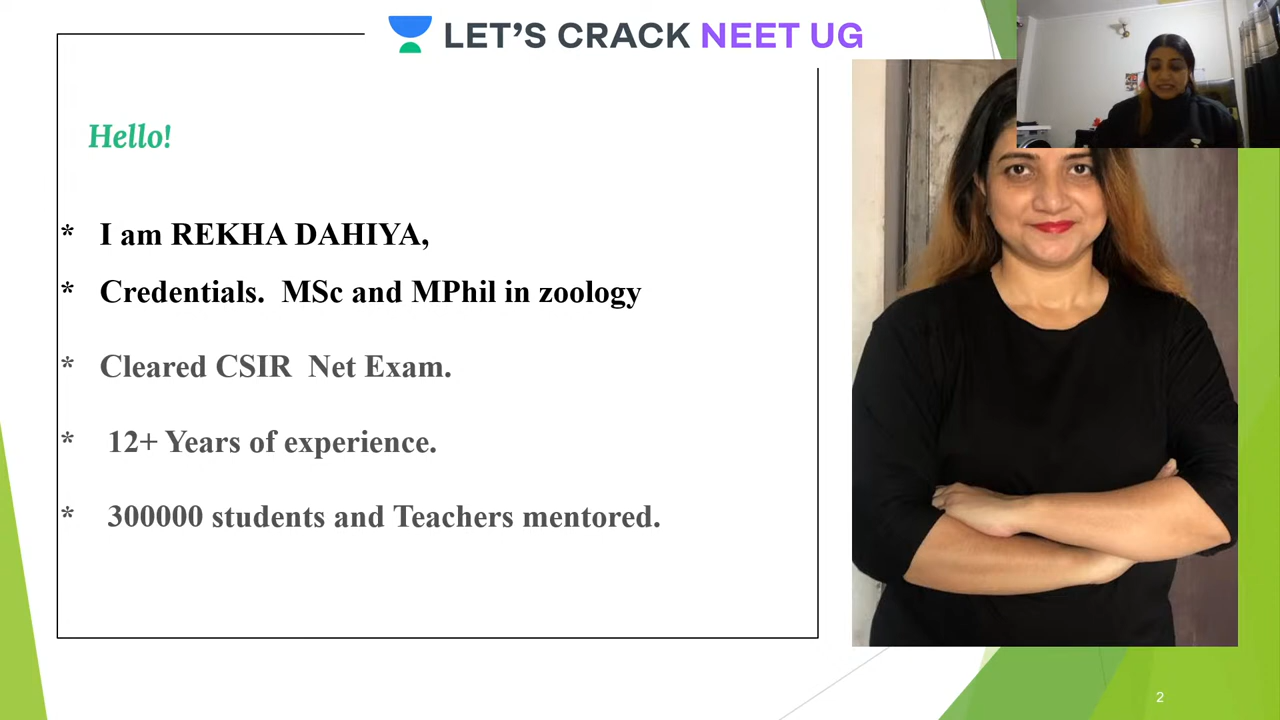 LET'S CRACK NEET UG
Hello!
* I am REKHA DAHIYA,
* Credentials. MSc and MPhil in zoology
* Cleared CSIR Net Exam.
* 12+ Years of experience.
* 300000 students and Teachers mentored.
2